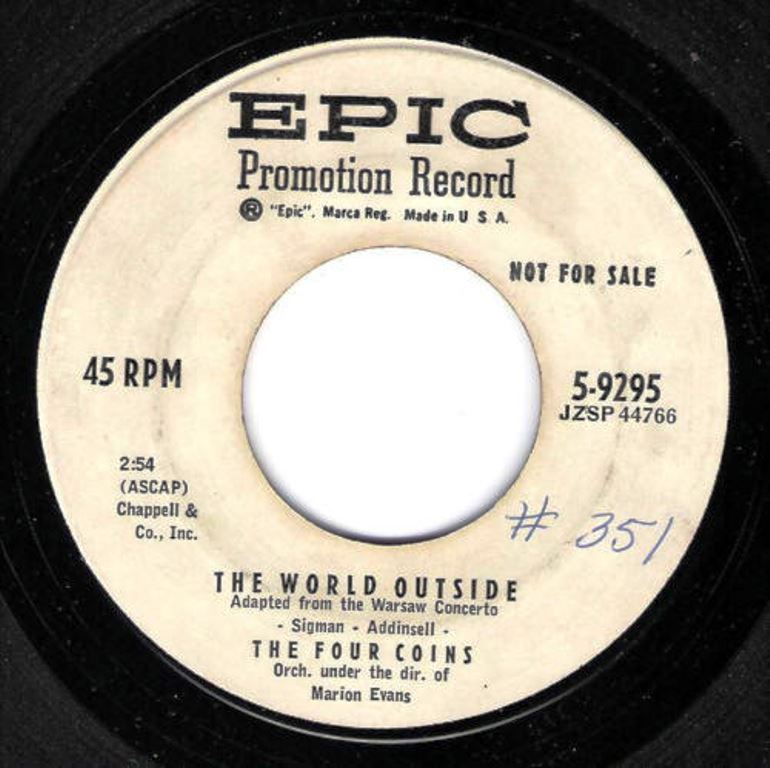 EPIC
Promotion Record
Ⓡ "Epic". Marca Reg. Made in U S A.
NOT FOR SALE
45 RPM
5-9295
JZSP 44766
2:54
(ASCAP)
Chappell &
Co., Inc.
# 351
THE WORLD OUTSIDE
Adapted from the Warsaw Concerto
- Sigman - Addinsell -
THE FOUR COINS
Orch. under the dir. of
Marion Evans